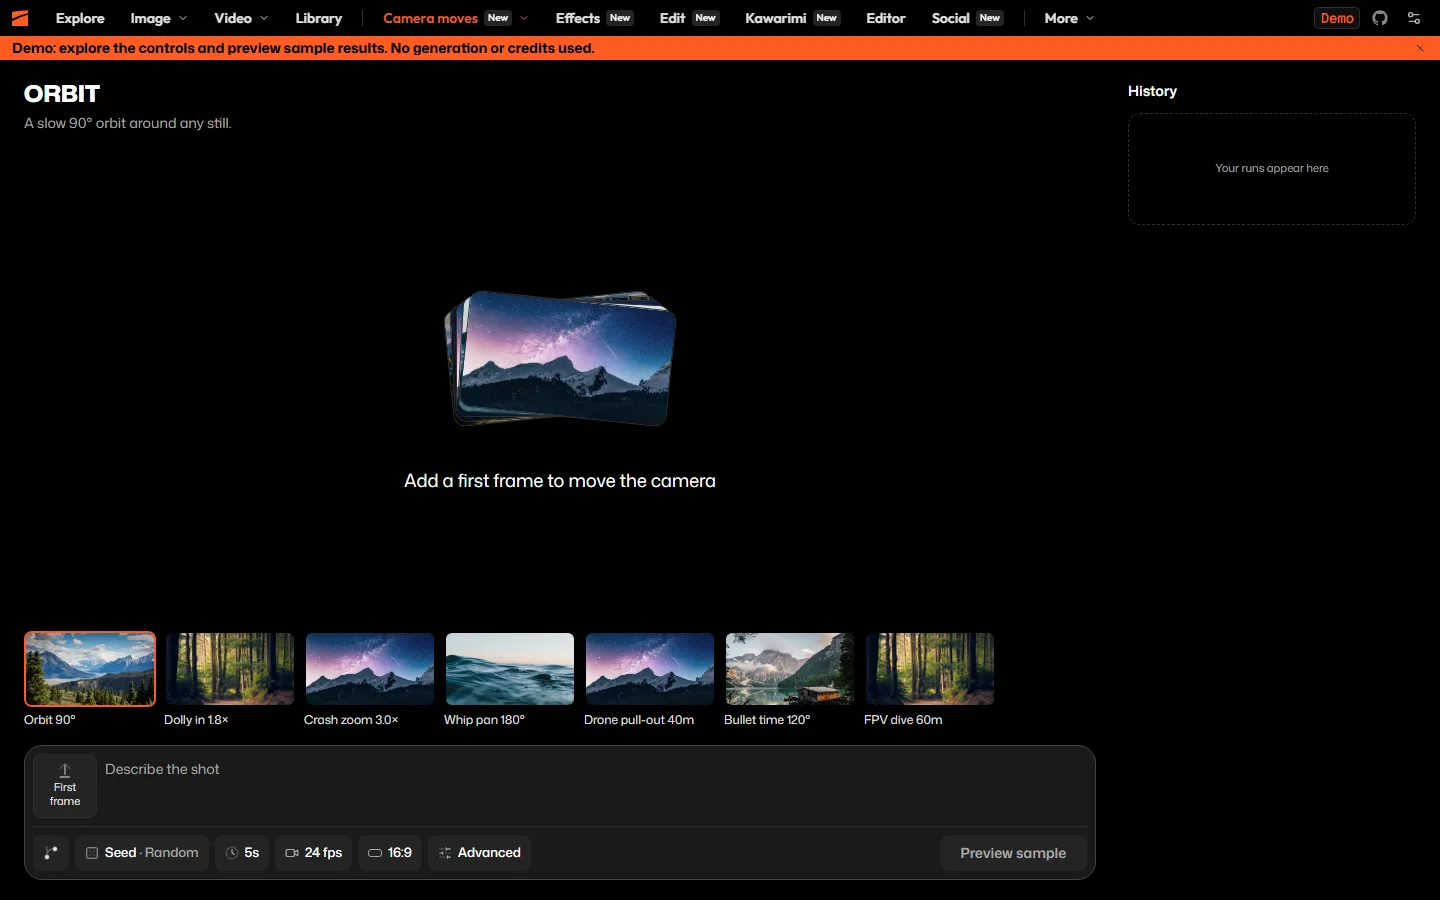 Explore Image Video Library Camera moves New Effects New Edit New Kawarimi New Editor Social New More Demo
Demo: explore the controls and preview sample results. No generation or credits used.
ORBIT
A slow 90° orbit around any still.
History
Your runs appear here
Add a first frame to move the camera
Orbit 90° Dolly in 1.8× Crash zoom 3.0× Whip pan 180° Drone pull-out 40m Bullet time 120° FPV dive 60m
First
frame
Describe the shot
Seed · Random 5s 24 fps 16:9 Advanced Preview sample